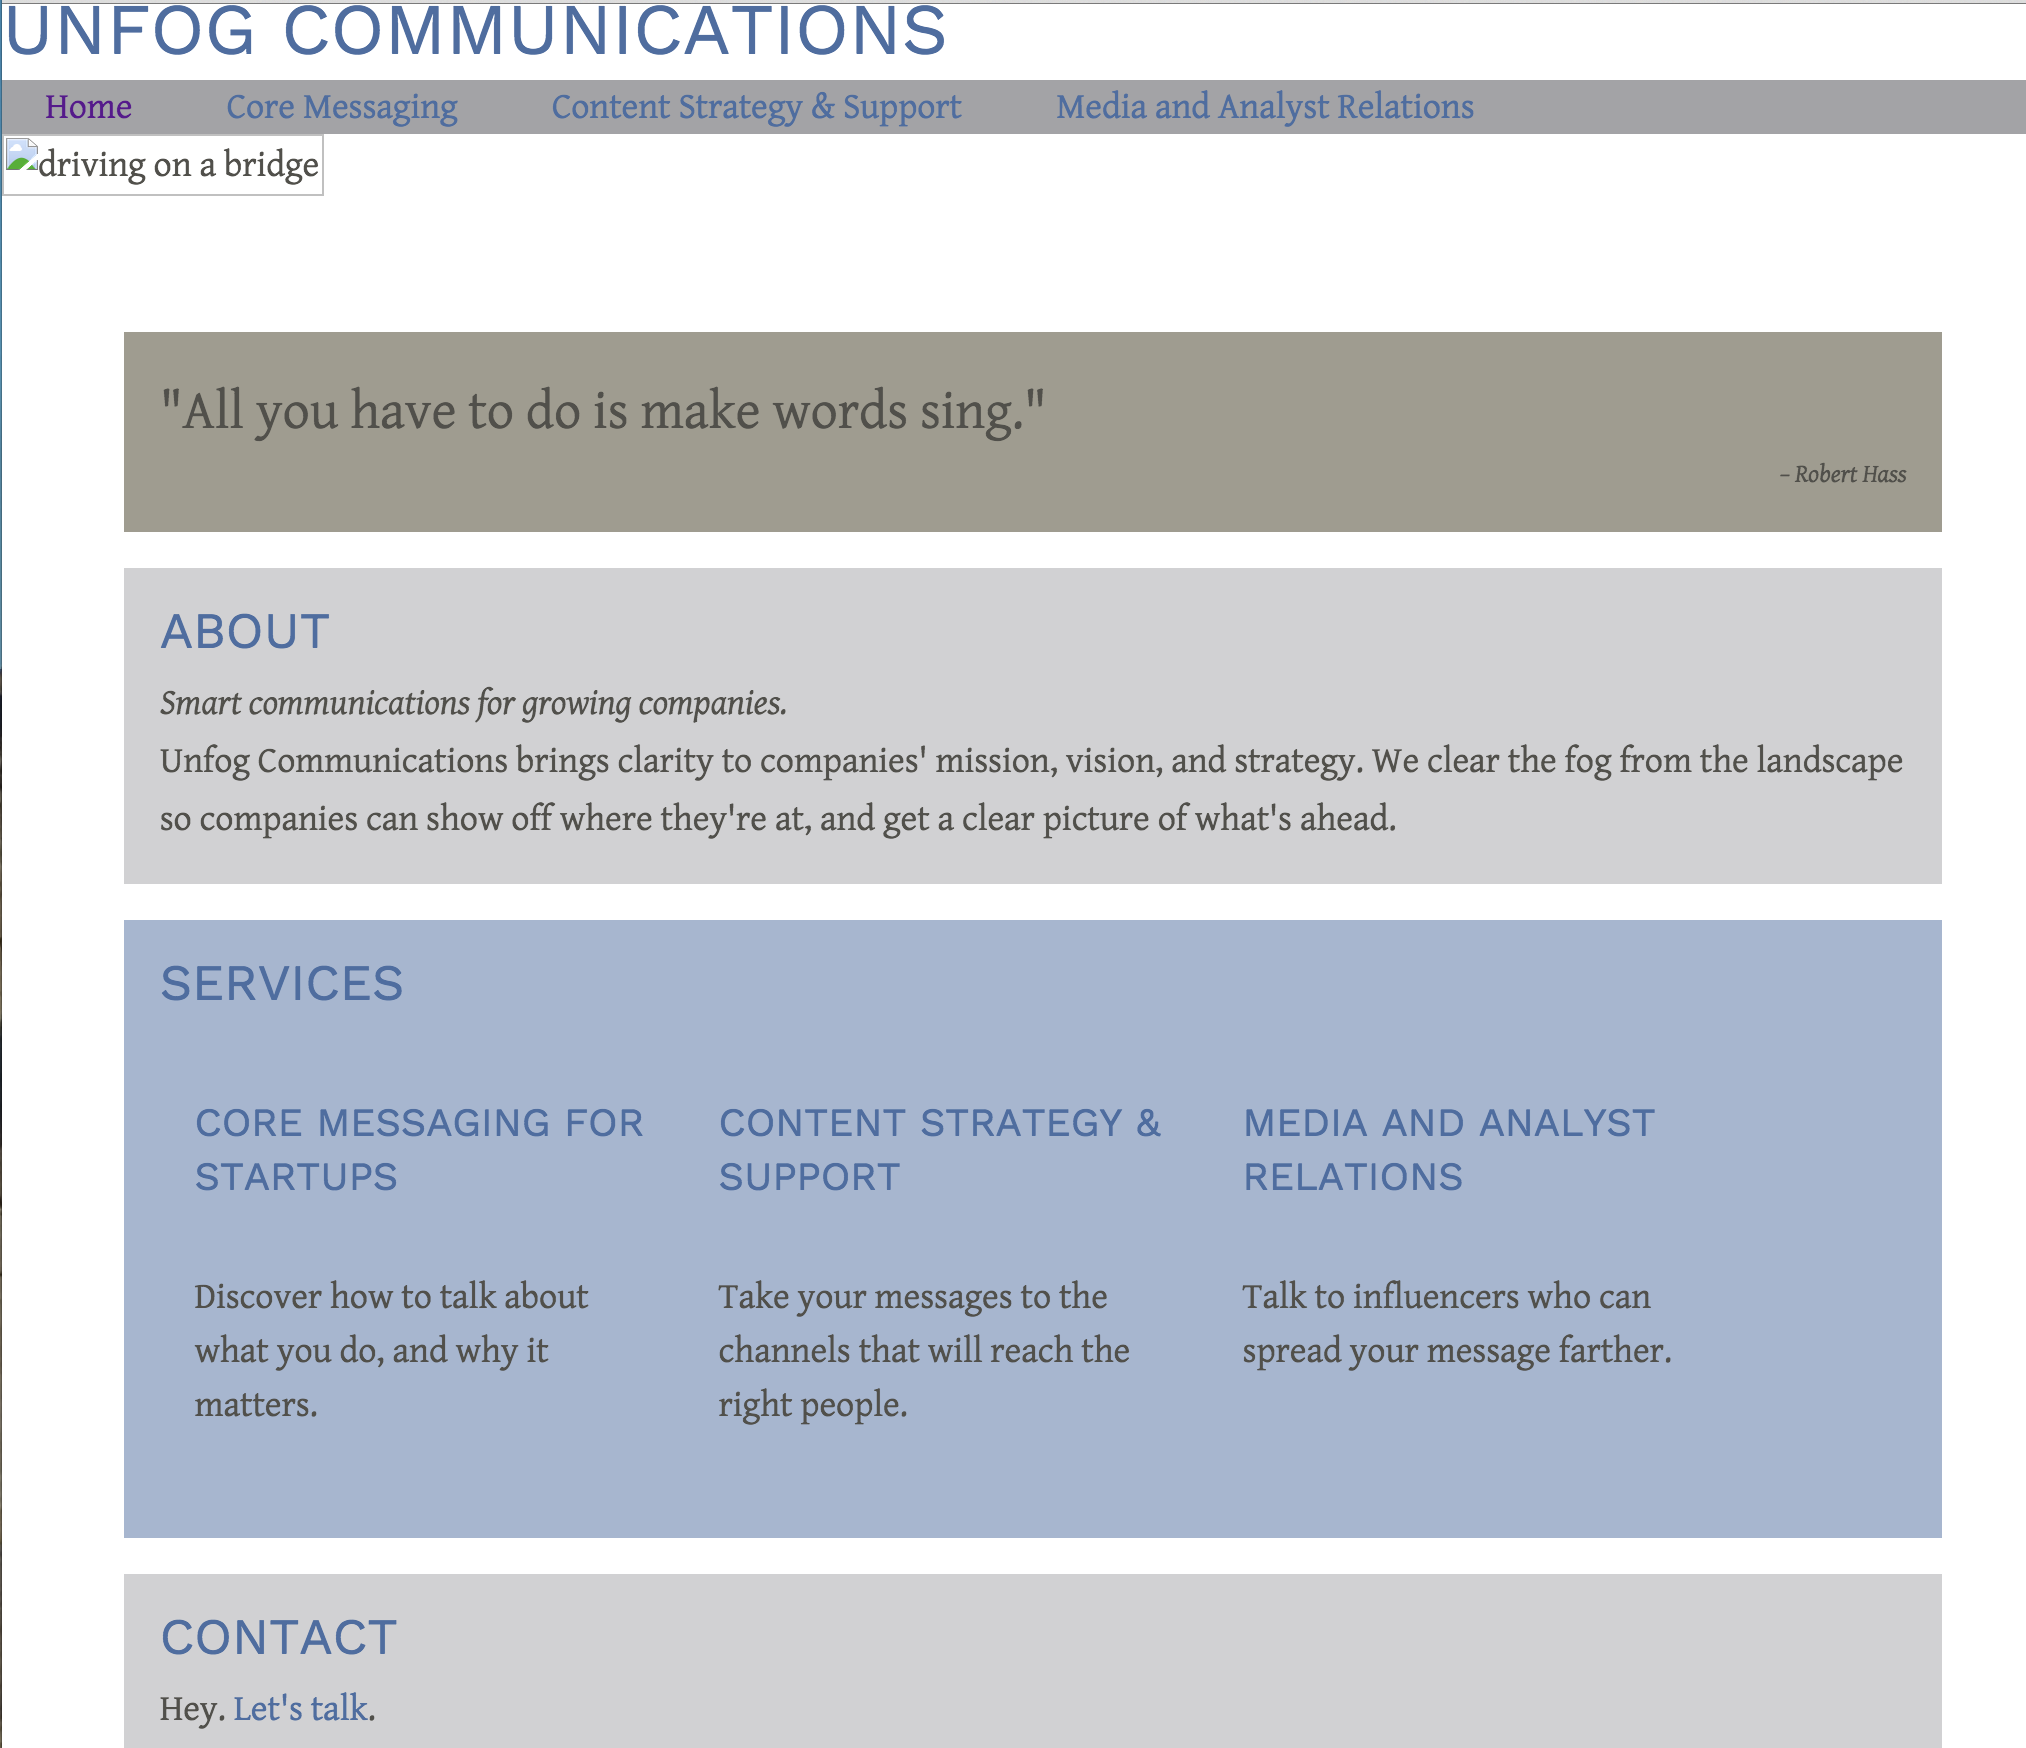 UNFOG COMMUNICATIONS
Home Core Messaging Content Strategy & Support Media and Analyst Relations
driving on a bridge
"All you have to do is make words sing."
– Robert Hass
ABOUT
Smart communications for growing companies.
Unfog Communications brings clarity to companies' mission, vision, and strategy. We clear the fog from the landscape
so companies can show off where they're at, and get a clear picture of what's ahead.
SERVICES
CORE MESSAGING FOR
STARTUPS
Discover how to talk about
what you do, and why it
matters.
CONTENT STRATEGY &
SUPPORT
Take your messages to the
channels that will reach the
right people.
MEDIA AND ANALYST
RELATIONS
Talk to influencers who can
spread your message farther.
CONTACT
Hey. Let's talk.